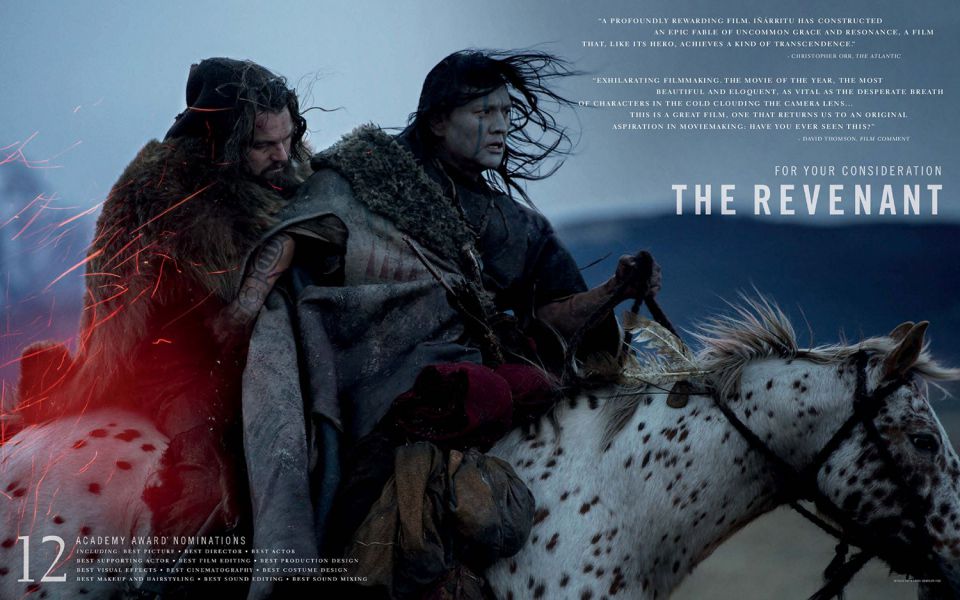 “A PROFOUNDLY REWARDING FILM. IÑÁRRITU HAS CONSTRUCTED
AN EPIC FABLE OF UNCOMMON GRACE AND RESONANCE, A FILM
THAT, LIKE ITS HERO, ACHIEVES A KIND OF TRANSCENDENCE.”
- CHRISTOPHER ORR, THE ATLANTIC
“EXHILARATING FILMMAKING. THE MOVIE OF THE YEAR, THE MOST
BEAUTIFUL AND ELOQUENT, AS VITAL AS THE DESPERATE BREATH
OF CHARACTERS IN THE COLD CLOUDING THE CAMERA LENS...
THIS IS A GREAT FILM, ONE THAT RETURNS US TO AN ORIGINAL
ASPIRATION IN MOVIEMAKING: HAVE YOU EVER SEEN THIS?”
- DAVID THOMSON, FILM COMMENT
FOR YOUR CONSIDERATION
THE REVENANT
12 ACADEMY AWARD® NOMINATIONS
INCLUDING BEST PICTURE • BEST DIRECTOR • BEST ACTOR
BEST SUPPORTING ACTOR • BEST FILM EDITING • BEST PRODUCTION DESIGN
BEST VISUAL EFFECTS • BEST CINEMATOGRAPHY • BEST COSTUME DESIGN
BEST MAKEUP AND HAIRSTYLING • BEST SOUND EDITING • BEST SOUND MIXING